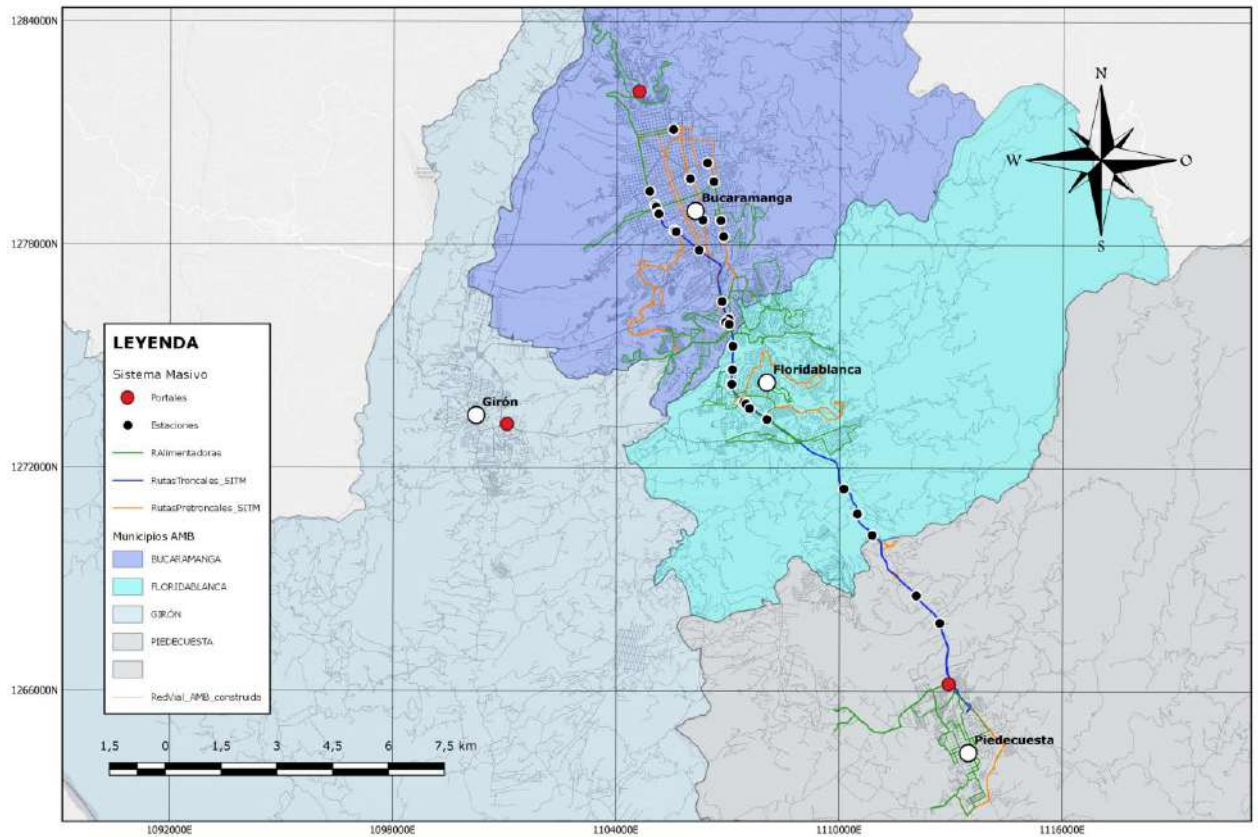 1284000N
N
W
O
S
Bucaramanga
1278000N
LEYENDA
Sistema Masivo
Portales
Estaciones
RAlimentadoras
RutasTroncales_SITM
RutasPretroncales_SITM
Municipios AMB
BUCARAMANGA
FLORIDABLANCA
GIRÓN
PIEDECUESTA
RedVial_AMB_construida
Floridablanca
Girón
1272000N
1266000N
Piedecuesta
1,5 0 1,5 3 4,5 6 7,5 km
1092000E 1098000E 1104000E 1110000E 1116000E